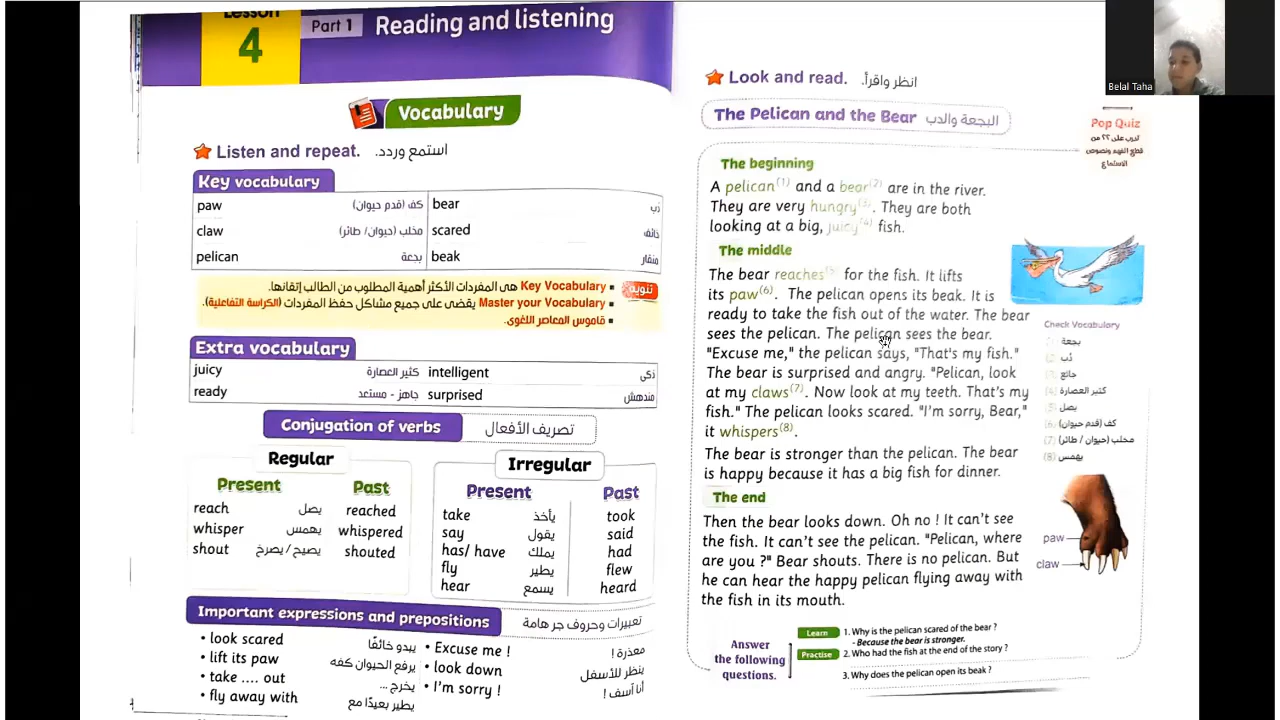 Lesson
4
Part 1
Reading and listening
Vocabulary
Listen and repeat. استمع وردد.
Key vocabulary
paw كف (قدم حيوان) bear دُب
claw مخلب (حيوان/ طائر) scared خائف
pelican بجعة beak منقار
تنويه
Key Vocabulary هى المفردات الأكثر أهمية المطلوب من الطالب إتقانها.
Master your Vocabulary يقضى على جميع مشاكل حفظ المفردات (الكراسة التفاعلية)
قاموس المعاصر اللغوى.
Extra vocabulary
juicy كثير العصارة intelligent ذكي
ready جاهز - مستعد surprised مندهش
Conjugation of verbs تصريف الأفعال
Regular
Present Past
reach يصل reached
whisper يهمس whispered
shout يصيح / يصرخ shouted
Irregular
Present Past
take يأخذ took
say يقول said
has/ have يملك had
fly يطير flew
hear يسمع heard
Important expressions and prepositions تعبيرات وحروف جر هامة
• look scared يبدو خائفًا
• lift its paw يرفع الحيوان كفه
• take .... out يخرج ...
• fly away with يطير بعيدًا مع
• Excuse me ! معذرة !
• look down ينظر للأسفل
• I'm sorry ! أنا آسف !
Look and read. انظر واقرأ.
The Pelican and the Bear البجعة والدب
Pop Quiz
تدرب على ٢٢ من
قطع الفهم ونصوص
الاستماع
The beginning
A pelican(1) and a bear(2) are in the river.
They are very hungry(3). They are both
looking at a big, juicy(4) fish.
The middle
The bear reaches(5) for the fish. It lifts
its paw(6). The pelican opens its beak. It is
ready to take the fish out of the water. The bear
sees the pelican. The pelican sees the bear.
"Excuse me," the pelican says, "That's my fish."
The bear is surprised and angry. "Pelican, look
at my claws(7). Now look at my teeth. That's my
fish." The pelican looks scared. "I'm sorry, Bear,"
it whispers(8).
The bear is stronger than the pelican. The bear
is happy because it has a big fish for dinner.
The end
Then the bear looks down. Oh no ! It can't see
the fish. It can't see the pelican. "Pelican, where
are you ?" Bear shouts. There is no pelican. But
he can hear the happy pelican flying away with
the fish in its mouth.
Check Vocabulary
(1) بجعة
(2) دُب
(3) جائع
(4) كثير العصارة
(5) يصل
(6) كف (قدم حيوان)
(7) مخلب (حيوان / طائر)
(8) يهمس
paw
claw
Answer
the following
questions.
Learn 1. Why is the pelican scared of the bear ?
- Because the bear is stronger.
Practise 2. Who had the fish at the end of the story ?
3. Why does the pelican open its beak ?
Belal Taha